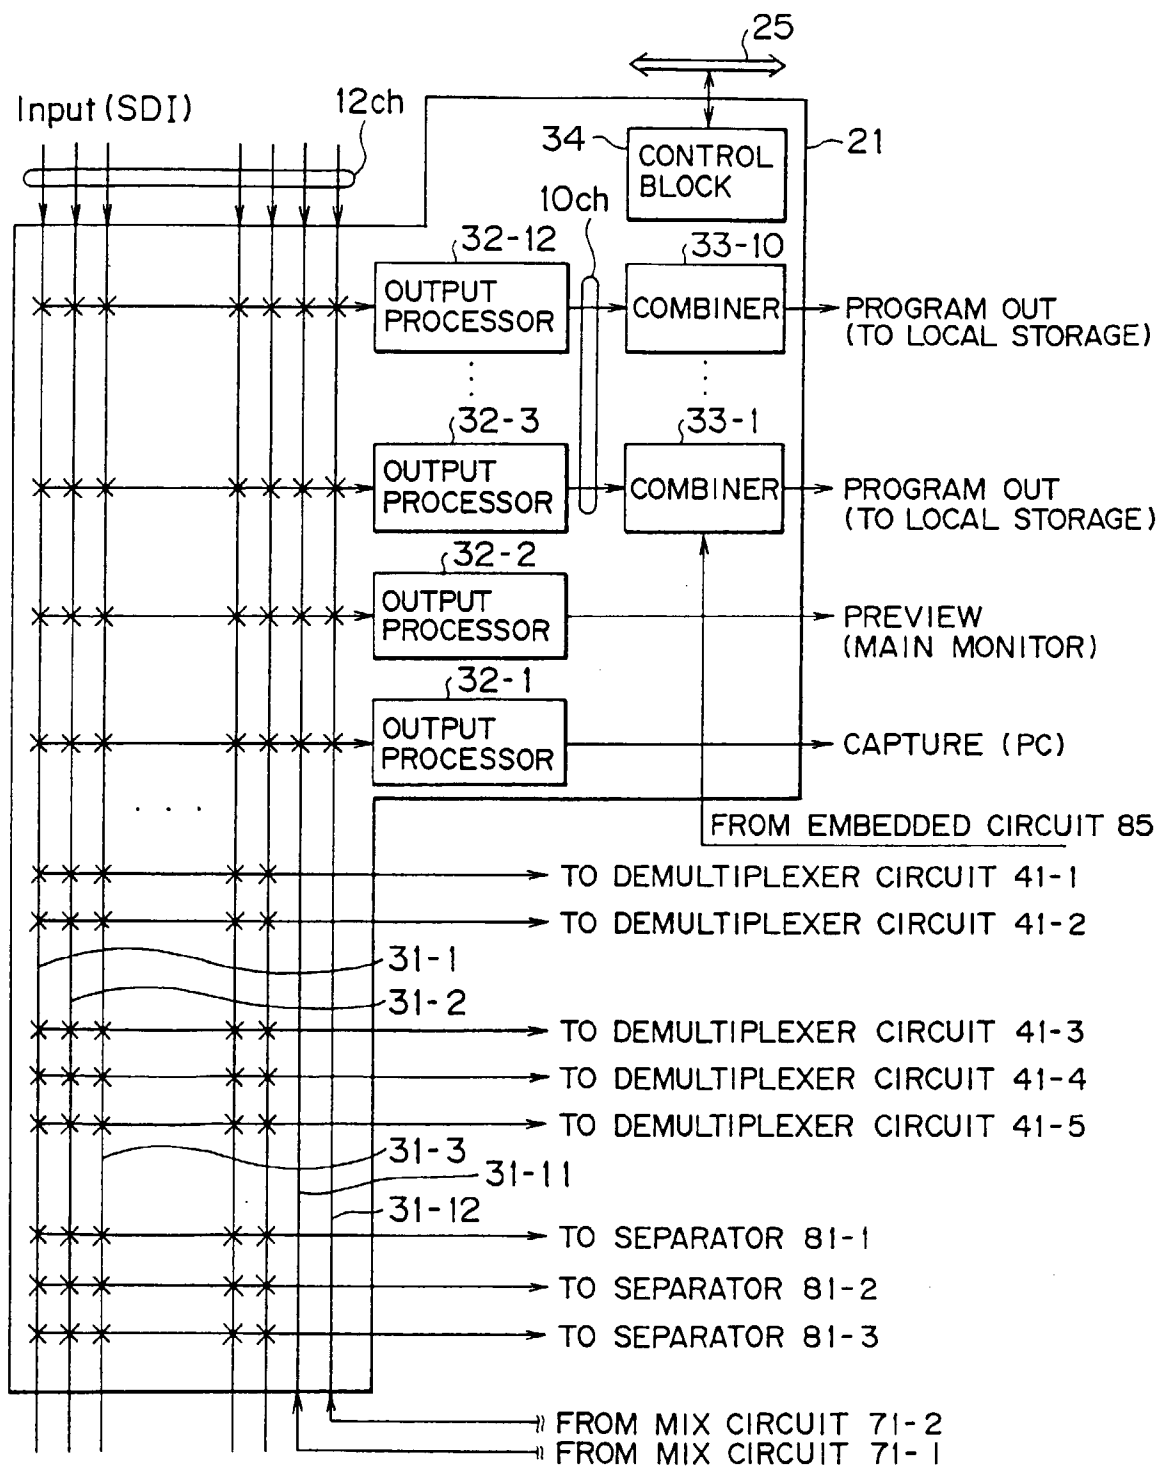 25
Input (SDI)
12ch
34
CONTROL
BLOCK
21
10ch
32-12
33-10
OUTPUT
PROCESSOR
COMBINER
PROGRAM OUT
(TO LOCAL STORAGE)
32-3
33-1
OUTPUT
PROCESSOR
COMBINER
PROGRAM OUT
(TO LOCAL STORAGE)
32-2
OUTPUT
PROCESSOR
PREVIEW
(MAIN MONITOR)
32-1
OUTPUT
PROCESSOR
CAPTURE (PC)
FROM EMBEDDED CIRCUIT 85
TO DEMULTIPLEXER CIRCUIT 41-1
TO DEMULTIPLEXER CIRCUIT 41-2
31-1
31-2
TO DEMULTIPLEXER CIRCUIT 41-3
TO DEMULTIPLEXER CIRCUIT 41-4
TO DEMULTIPLEXER CIRCUIT 41-5
31-3
31-11
31-12
TO SEPARATOR 81-1
TO SEPARATOR 81-2
TO SEPARATOR 81-3
FROM MIX CIRCUIT 71-2
FROM MIX CIRCUIT 71-1